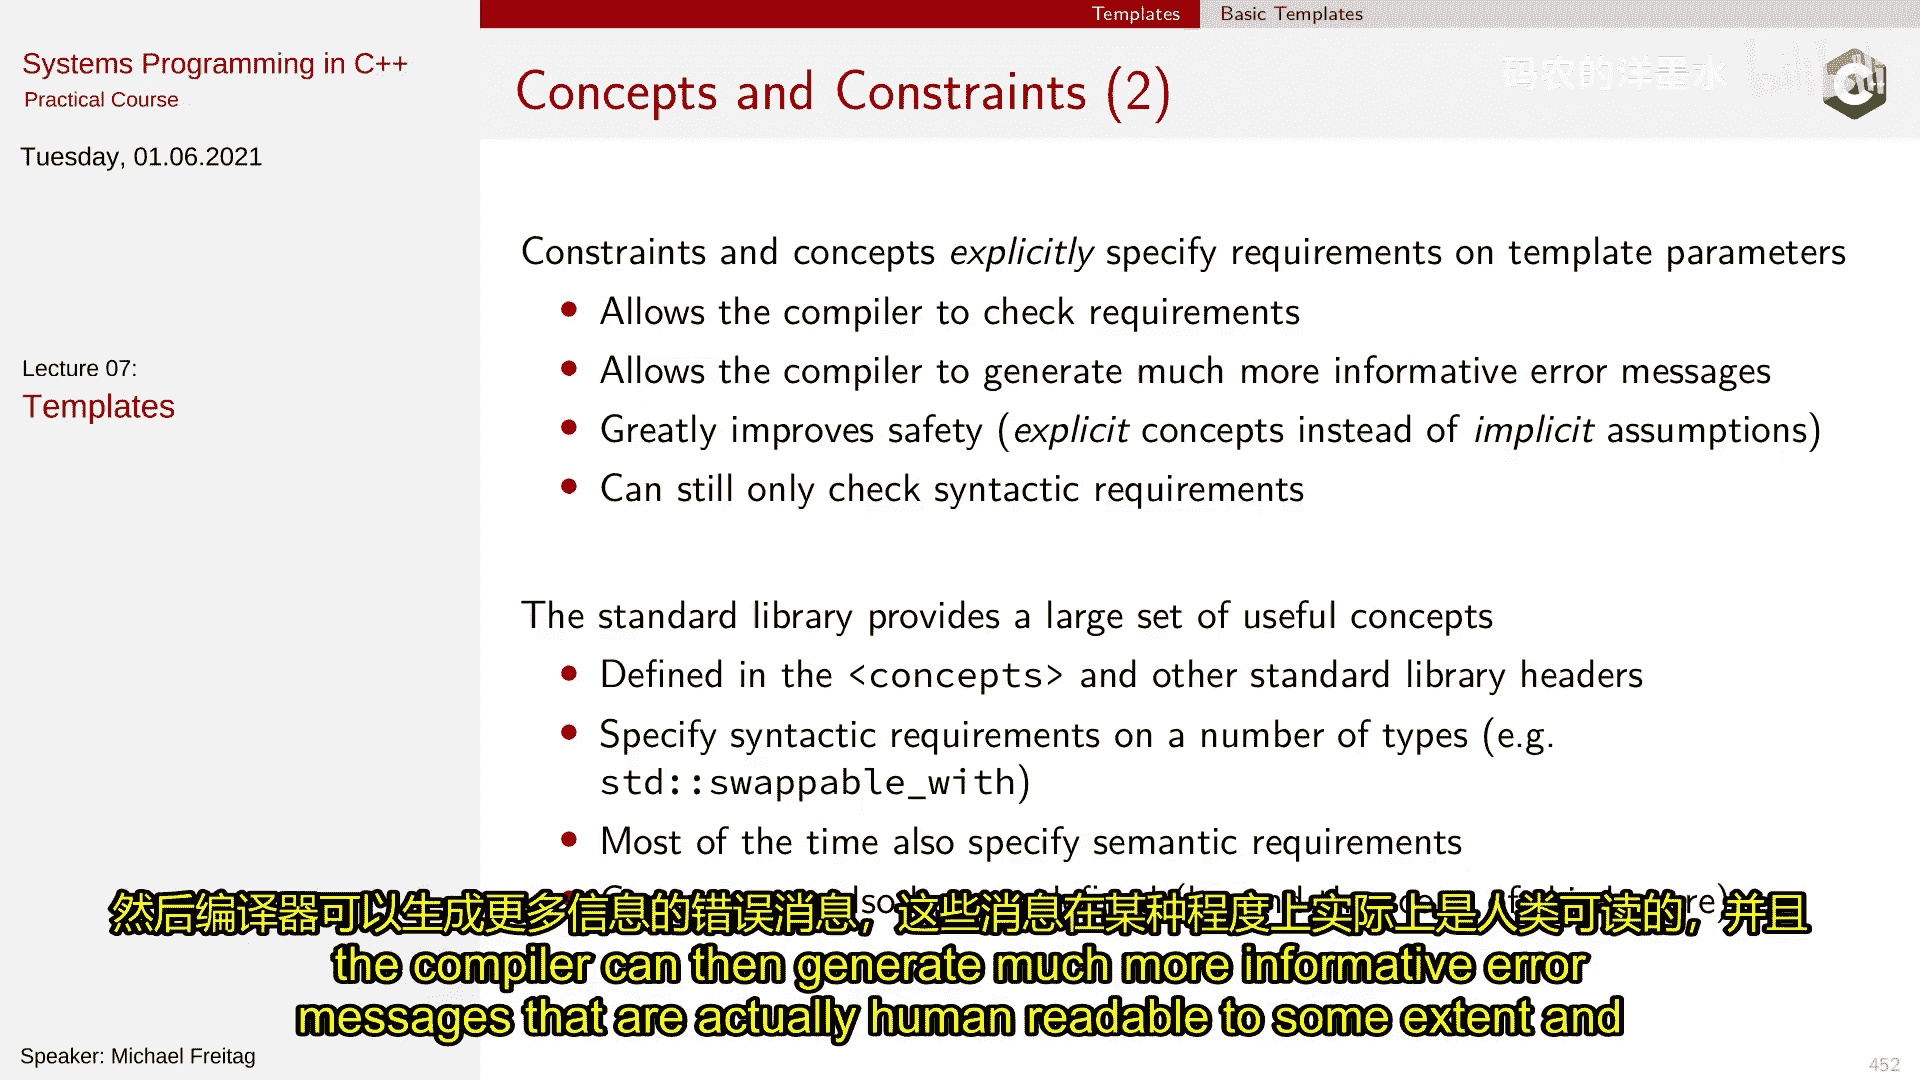 Templates Basic Templates
Systems Programming in C++
Practical Course
Tuesday, 01.06.2021
Lecture 07:
Templates
Concepts and Constraints (2)
码农的洋墨水
Constraints and concepts explicitly specify requirements on template parameters
• Allows the compiler to check requirements
• Allows the compiler to generate much more informative error messages
• Greatly improves safety (explicit concepts instead of implicit assumptions)
• Can still only check syntactic requirements
The standard library provides a large set of useful concepts
• Defined in the <concepts> and other standard library headers
• Specify syntactic requirements on a number of types (e.g.
std::swappable_with)
• Most of the time also specify semantic requirements
然后编译器可以生成更多信息的错误消息，这些消息在某种程度上实际上是人类可读的，并且
the compiler can then generate much more informative error
messages that are actually human readable to some extent and
Speaker: Michael Freitag
452